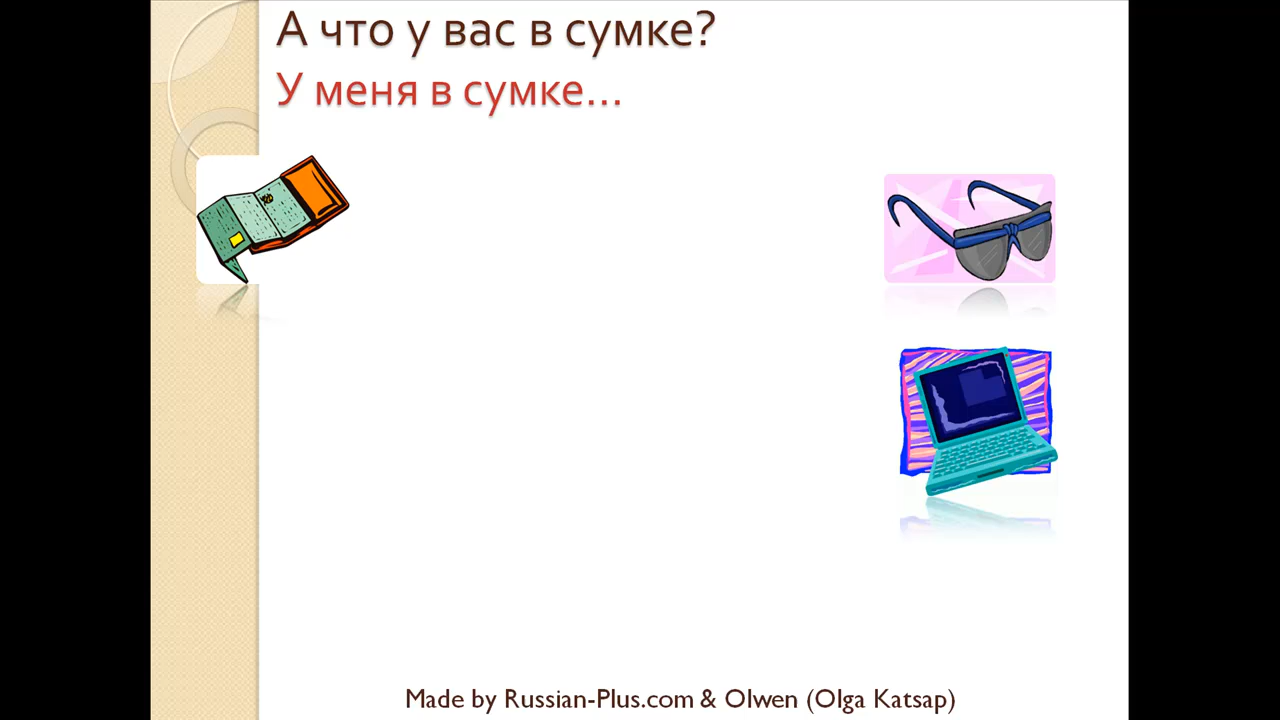 А что у вас в сумке?
У меня в сумке...
Made by Russian-Plus.com & Olwen (Olga Katsap)